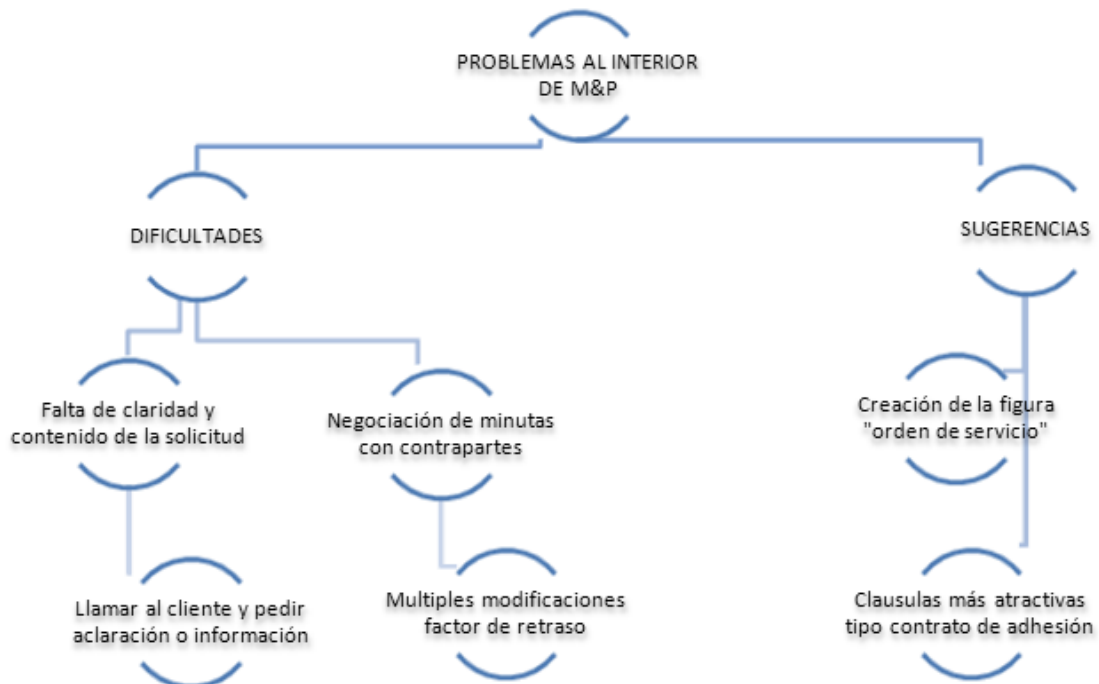 PROBLEMAS AL INTERIOR
DE M&P
DIFICULTADES
SUGERENCIAS
Falta de claridad y
contenido de la solicitud
Negociación de minutas
con contrapartes
Creación de la figura
"orden de servicio"
Llamar al cliente y pedir
aclaración o información
Multiples modificaciones
factor de retraso
Clausulas más atractivas
tipo contrato de adhesión